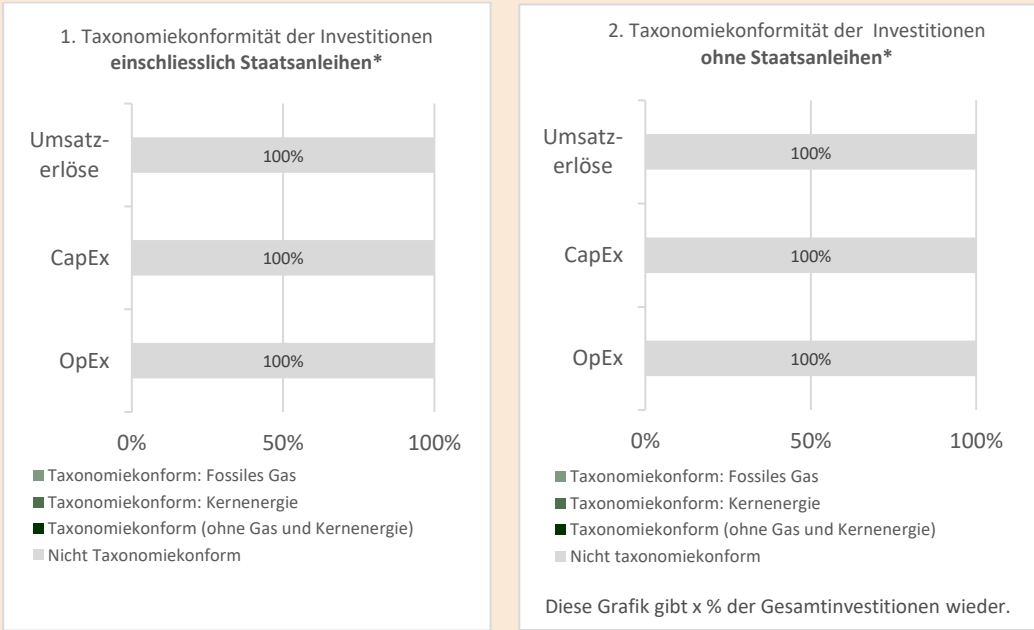 1. Taxonomiekonformität der Investitionen
einschliesslich Staatsanleihen*
Umsatz-
erlöse
100%
CapEx
100%
OpEx
100%
0%
50%
100%
Taxonomiekonform: Fossiles Gas
Taxonomiekonform: Kernenergie
Taxonomiekonform (ohne Gas und Kernenergie)
Nicht Taxonomiekonform
2. Taxonomiekonformität der Investitionen
ohne Staatsanleihen*
Umsatz-
erlöse
100%
CapEx
100%
OpEx
100%
0%
50%
100%
Taxonomiekonform: Fossiles Gas
Taxonomiekonform: Kernenergie
Taxonomiekonform (ohne Gas und Kernenergie)
Nicht taxonomiekonform
Diese Grafik gibt x % der Gesamtinvestitionen wieder.